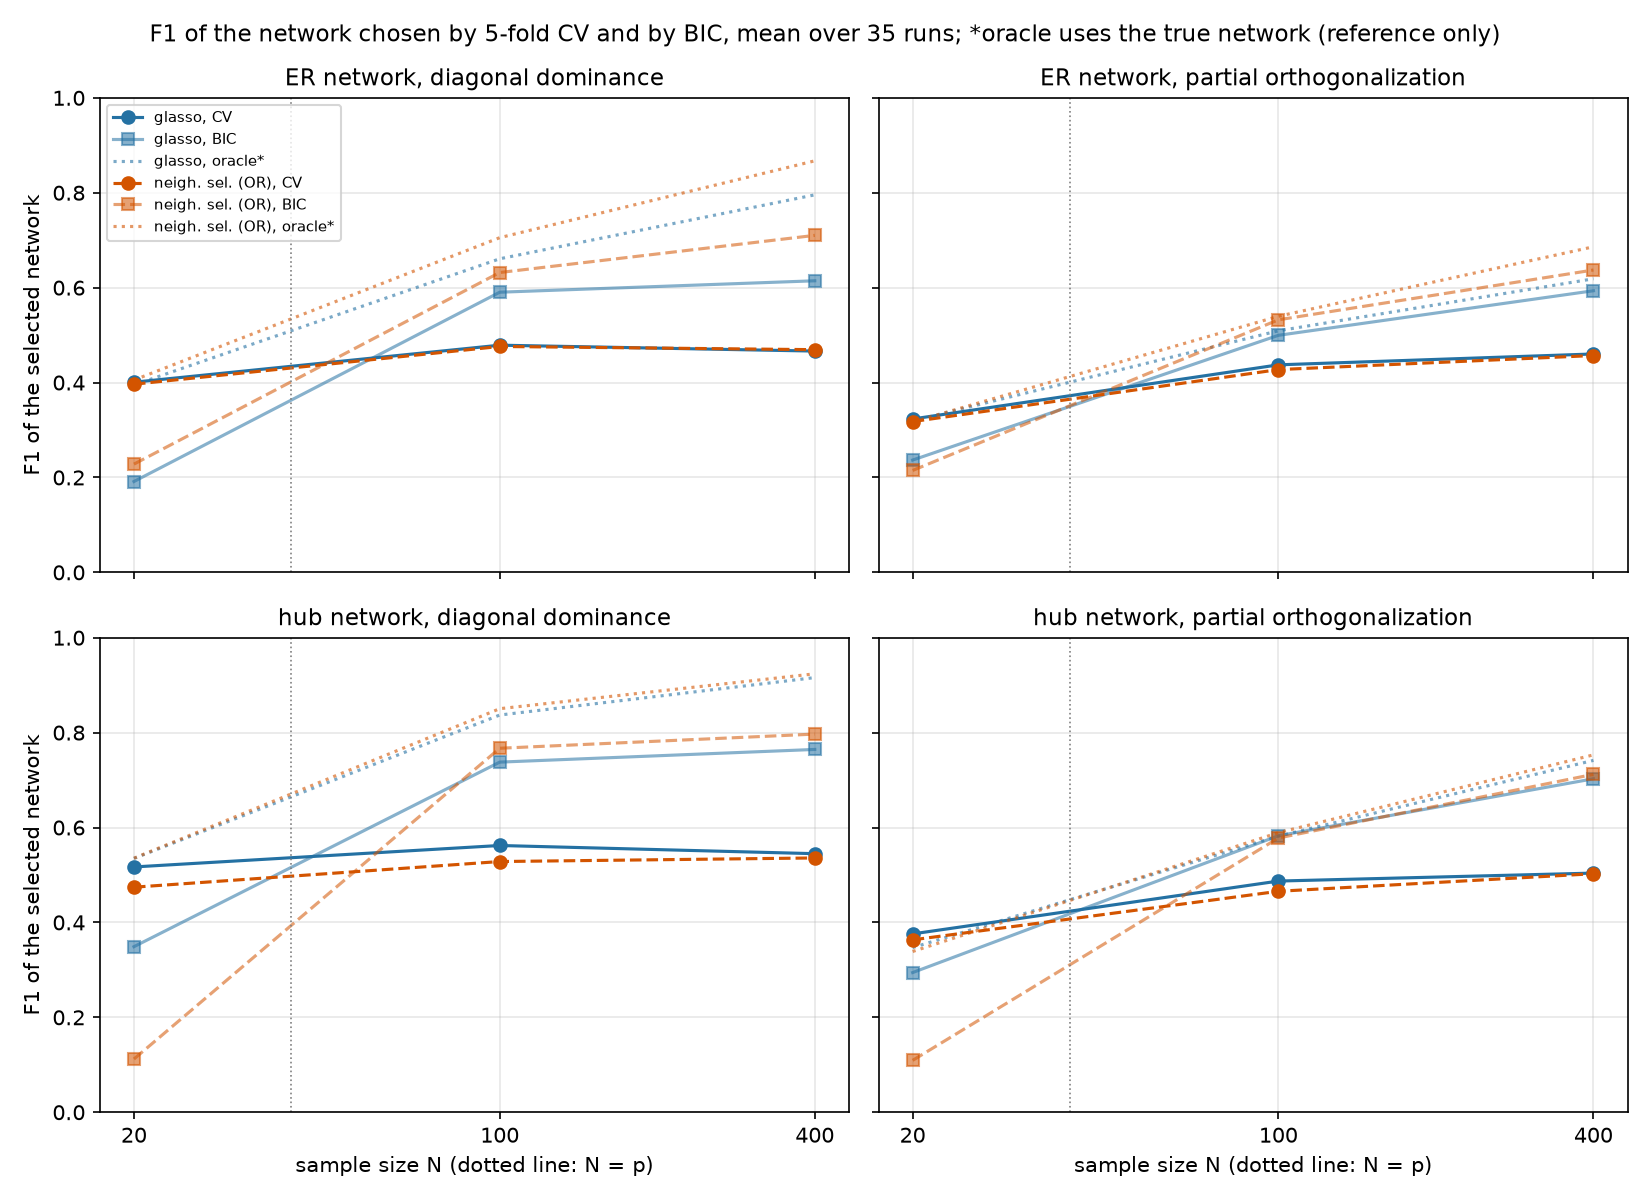 F1 of the network chosen by 5-fold CV and by BIC, mean over 35 runs; *oracle uses the true network (reference only)
ER network, diagonal dominance
ER network, partial orthogonalization
1.0
0.8
0.6
0.4
0.2
0.0
F1 of the selected network
glasso, CV
glasso, BIC
glasso, oracle*
neigh. sel. (OR), CV
neigh. sel. (OR), BIC
neigh. sel. (OR), oracle*
hub network, diagonal dominance
hub network, partial orthogonalization
1.0
0.8
0.6
0.4
0.2
0.0
F1 of the selected network
20
100
400
20
100
400
sample size N (dotted line: N = p)
sample size N (dotted line: N = p)